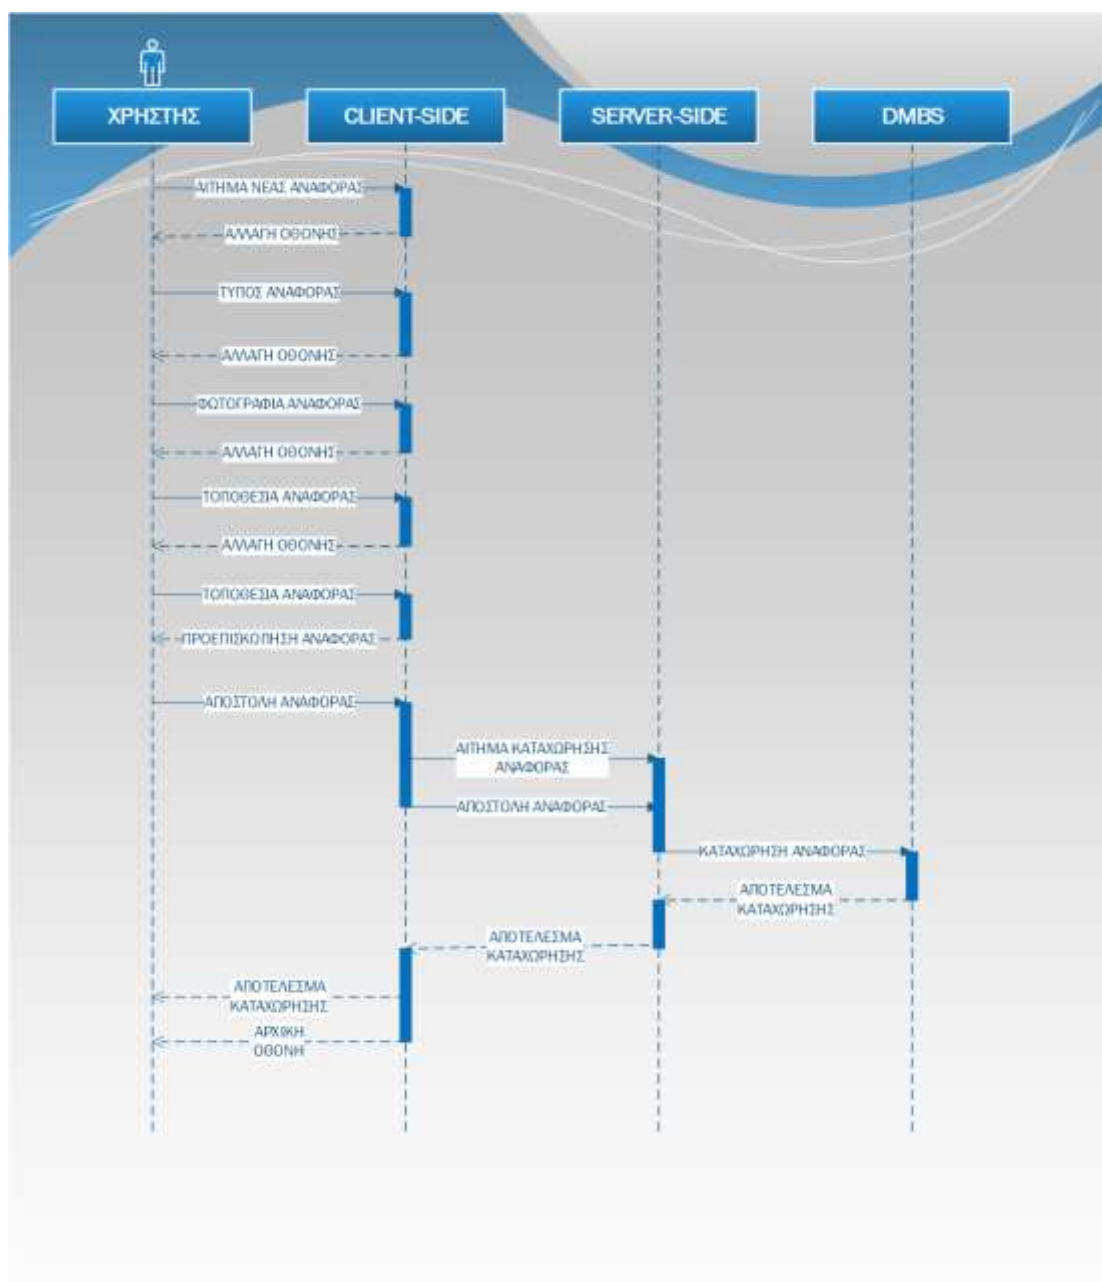 ΧΡΗΣΤΗΣ
CLIENT-SIDE
SERVER-SIDE
DMBS
ΑΙΤΗΜΑ ΝΕΑΣ ΑΝΑΦΟΡΑΣ
ΑΛΛΑΓΗ ΟΘΟΝΗΣ
ΤΥΠΟΣ ΑΝΑΦΟΡΑΣ
ΑΛΛΑΓΗ ΟΘΟΝΗΣ
ΦΩΤΟΓΡΑΦΙΑ ΑΝΑΦΟΡΑΣ
ΑΛΛΑΓΗ ΟΘΟΝΗΣ
ΤΟΠΟΘΕΣΙΑ ΑΝΑΦΟΡΑΣ
ΑΛΛΑΓΗ ΟΘΟΝΗΣ
ΤΟΠΟΘΕΣΙΑ ΑΝΑΦΟΡΑΣ
ΠΡΟΕΠΙΣΚΟΠΗΣΗ ΑΝΑΦΟΡΑΣ
ΑΠΟΣΤΟΛΗ ΑΝΑΦΟΡΑΣ
ΑΙΤΗΜΑ ΚΑΤΑΧΩΡΗΣΗΣ
ΑΝΑΦΟΡΑΣ
ΑΠΟΣΤΟΛΗ ΑΝΑΦΟΡΑΣ
ΚΑΤΑΧΩΡΗΣΗ ΑΝΑΦΟΡΑΣ
ΑΠΟΤΕΛΕΣΜΑ
ΚΑΤΑΧΩΡΗΣΗΣ
ΑΠΟΤΕΛΕΣΜΑ
ΚΑΤΑΧΩΡΗΣΗΣ
ΑΠΟΤΕΛΕΣΜΑ
ΚΑΤΑΧΩΡΗΣΗΣ
ΑΡΧΙΚΗ
ΟΘΟΝΗ